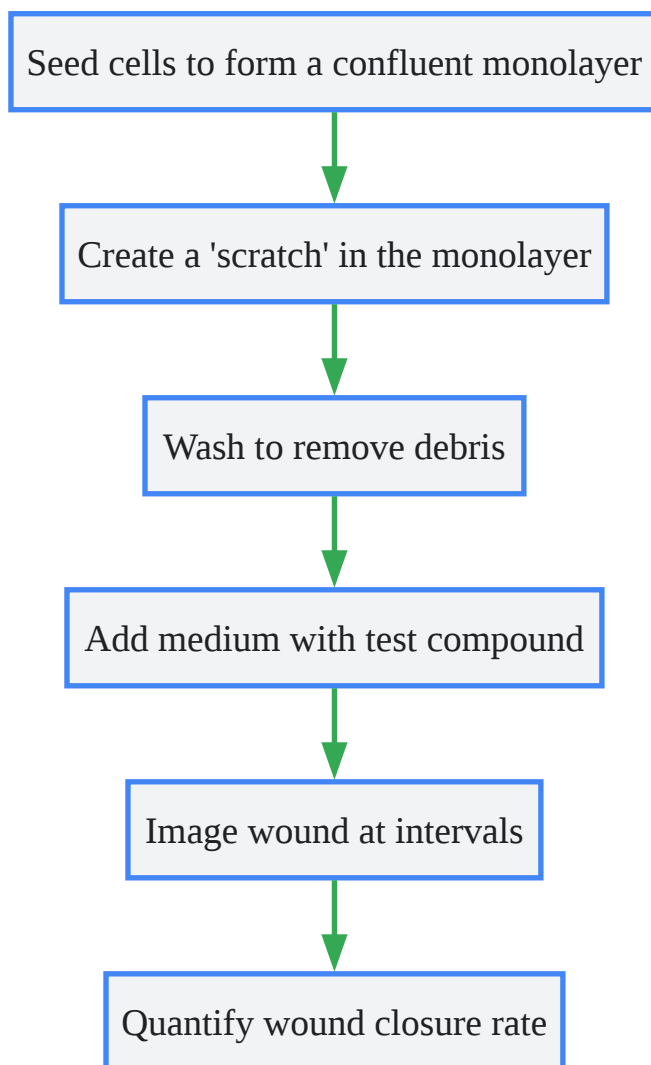 Seed cells to form a confluent monolayer
Create a 'scratch' in the monolayer
Wash to remove debris
Add medium with test compound
Image wound at intervals
Quantify wound closure rate